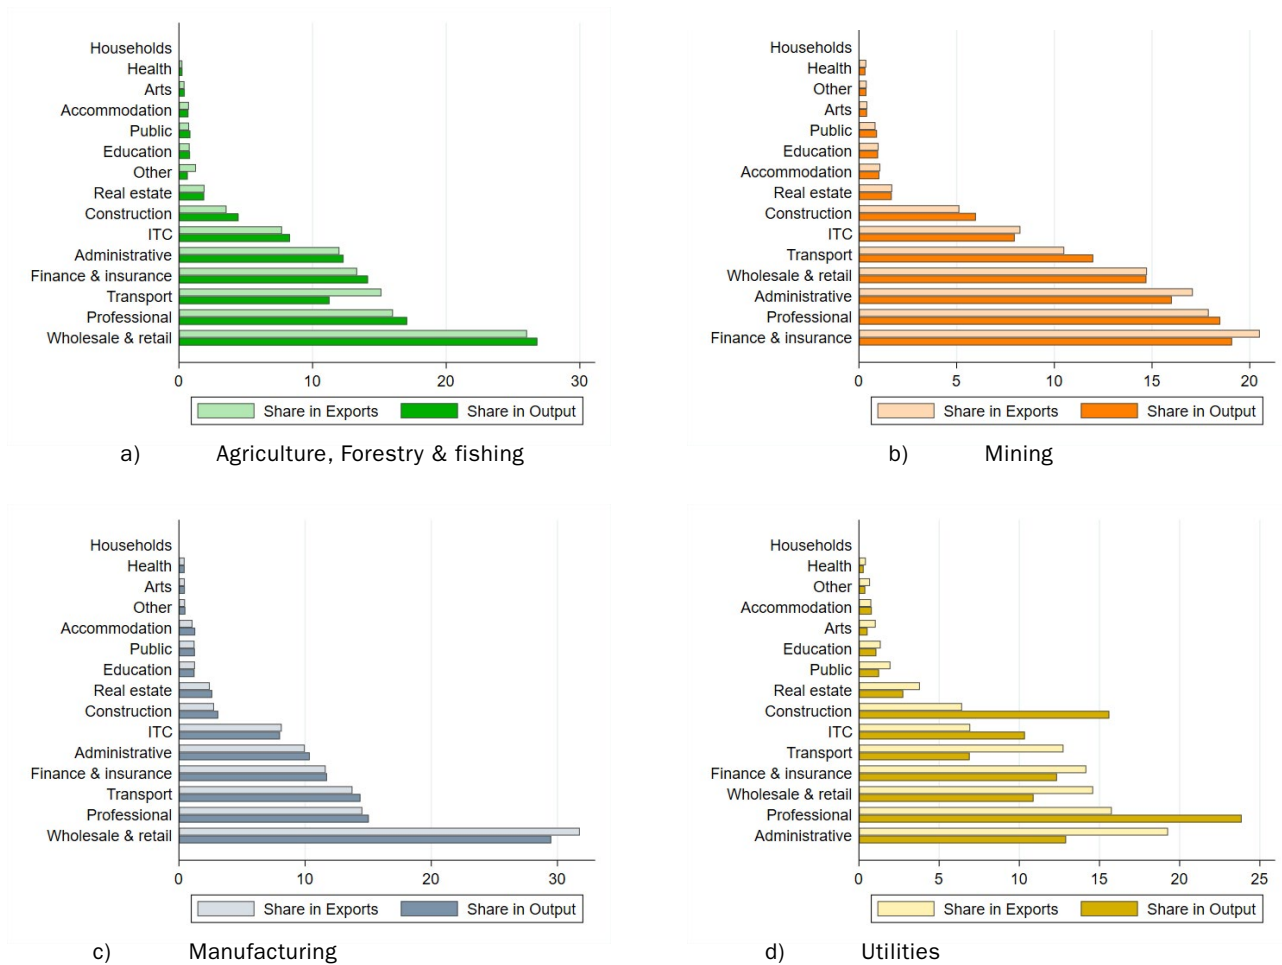 Households
Health
Arts
Accommodation
Public
Education
Other
Real estate
Construction
ITC
Administrative
Finance & insurance
Transport
Professional
Wholesale & retail
0 10 20 30
Share in Exports Share in Output
a) Agriculture, Forestry & fishing
Households
Health
Other
Arts
Public
Education
Accommodation
Real estate
Construction
ITC
Transport
Wholesale & retail
Administrative
Professional
Finance & insurance
0 5 10 15 20
Share in Exports Share in Output
b) Mining
Households
Health
Arts
Other
Accommodation
Public
Education
Real estate
Construction
ITC
Administrative
Finance & insurance
Transport
Professional
Wholesale & retail
0 10 20 30
Share in Exports Share in Output
c) Manufacturing
Households
Health
Other
Accommodation
Arts
Education
Public
Real estate
Construction
ITC
Transport
Finance & insurance
Wholesale & retail
Professional
Administrative
0 5 10 15 20 25
Share in Exports Share in Output
d) Utilities